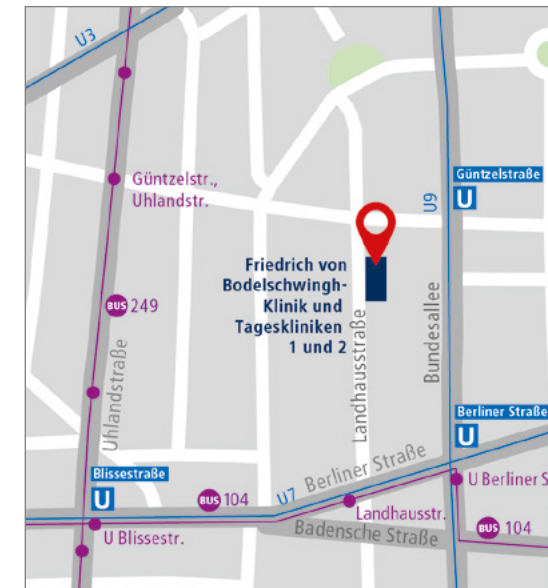 U3
Güntzelstr.,
Uhlandstr.
Güntzelstraße
U
U9
Friedrich von
Bodelschwingh-
Klinik und
Tageskliniken
1 und 2
BUS 249
Uhlandstraße
Landhausstraße
Bundesallee
Berliner Straße
U
Blissestraße
U
BUS 104
U7
Berliner Straße
U Berliner S
Landhausstr.
U Blissestr.
Badensche Straße
BUS 104